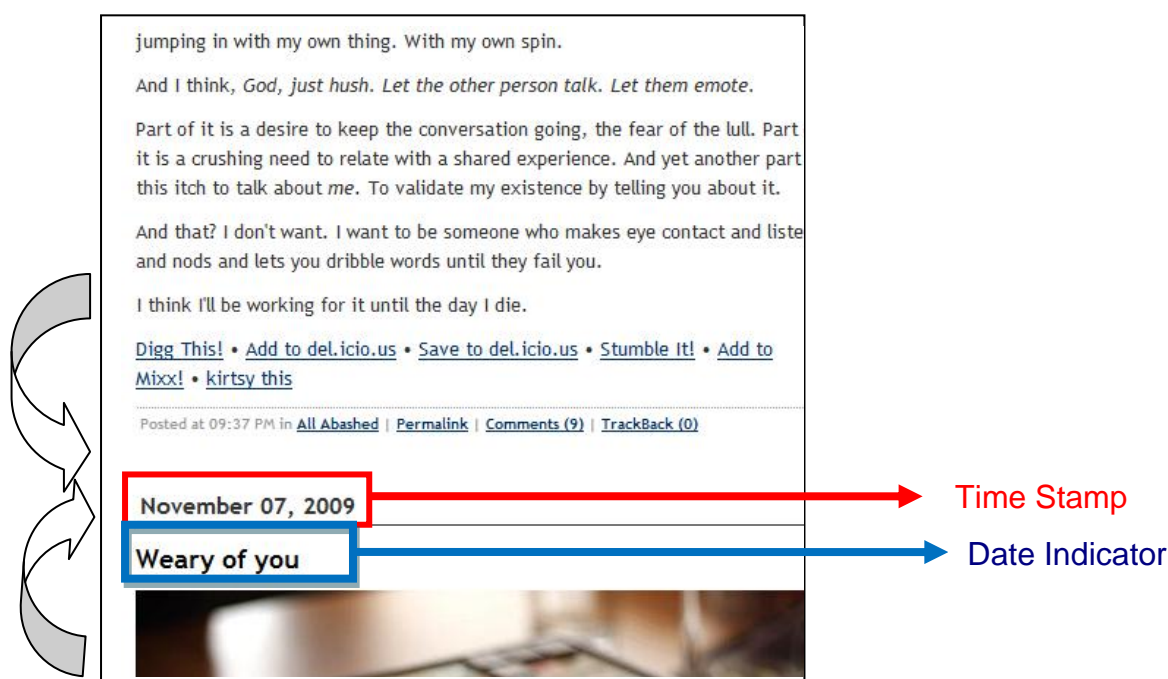 jumping in with my own thing. With my own spin.
And I think, God, just hush. Let the other person talk. Let them emote.
Part of it is a desire to keep the conversation going, the fear of the lull. Part
it is a crushing need to relate with a shared experience. And yet another part
this itch to talk about me. To validate my existence by telling you about it.
And that? I don't want. I want to be someone who makes eye contact and liste
and nods and lets you dribble words until they fail you.
I think I'll be working for it until the day I die.
Digg This! • Add to del.icio.us • Save to del.icio.us • Stumble It! • Add to
Mixx! • kirtsy this
Posted at 09:37 PM in All Abashed | Permalink | Comments (9) | TrackBack (0)
November 07, 2009
Time Stamp
Weary of you
Date Indicator